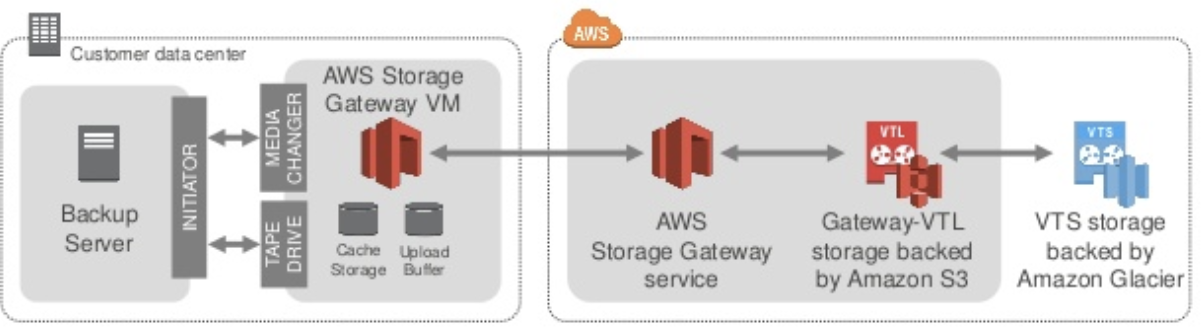 Customer data center
AWS
Backup
Server
INITIATOR
MEDIA
CHANGER
TAPE
DRIVE
AWS Storage
Gateway VM
Cache
Storage
Upload
Buffer
AWS
Storage Gateway
service
VTL
Gateway-VTL
storage backed
by Amazon S3
VTS
VTS storage
backed by
Amazon Glacier